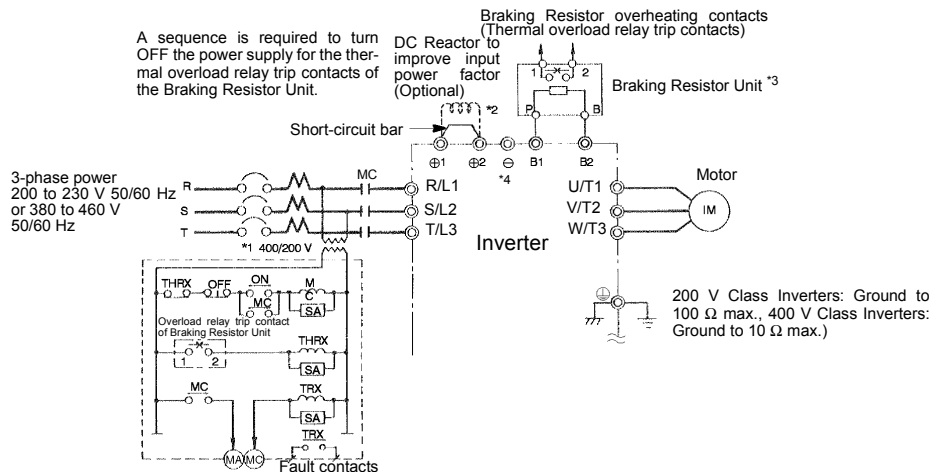 Braking Resistor overheating contacts
(Thermal overload relay trip contacts)
A sequence is required to turn
OFF the power supply for the ther-
mal overload relay trip contacts of
the Braking Resistor Unit.
DC Reactor to
improve input
power factor
(Optional)
1 2
Braking Resistor Unit *3
*2
P B
Short-circuit bar
⊕1 ⊕2 ⊖ B1 B2
*4
3-phase power
200 to 230 V 50/60 Hz
or 380 to 460 V
50/60 Hz
R
S
T
MC
R/L1
S/L2
T/L3
U/T1
V/T2
W/T3
Motor
IM
Inverter
*1 400/200 V
THRX OFF ON
MC
M
C
SA
Overload relay trip contact
of Braking Resistor Unit
1 2
THRX
SA
MC
TRX
SA
TRX
MA MC
Fault contacts
200 V Class Inverters: Ground to
100 Ω max., 400 V Class Inverters:
Ground to 10 Ω max.)